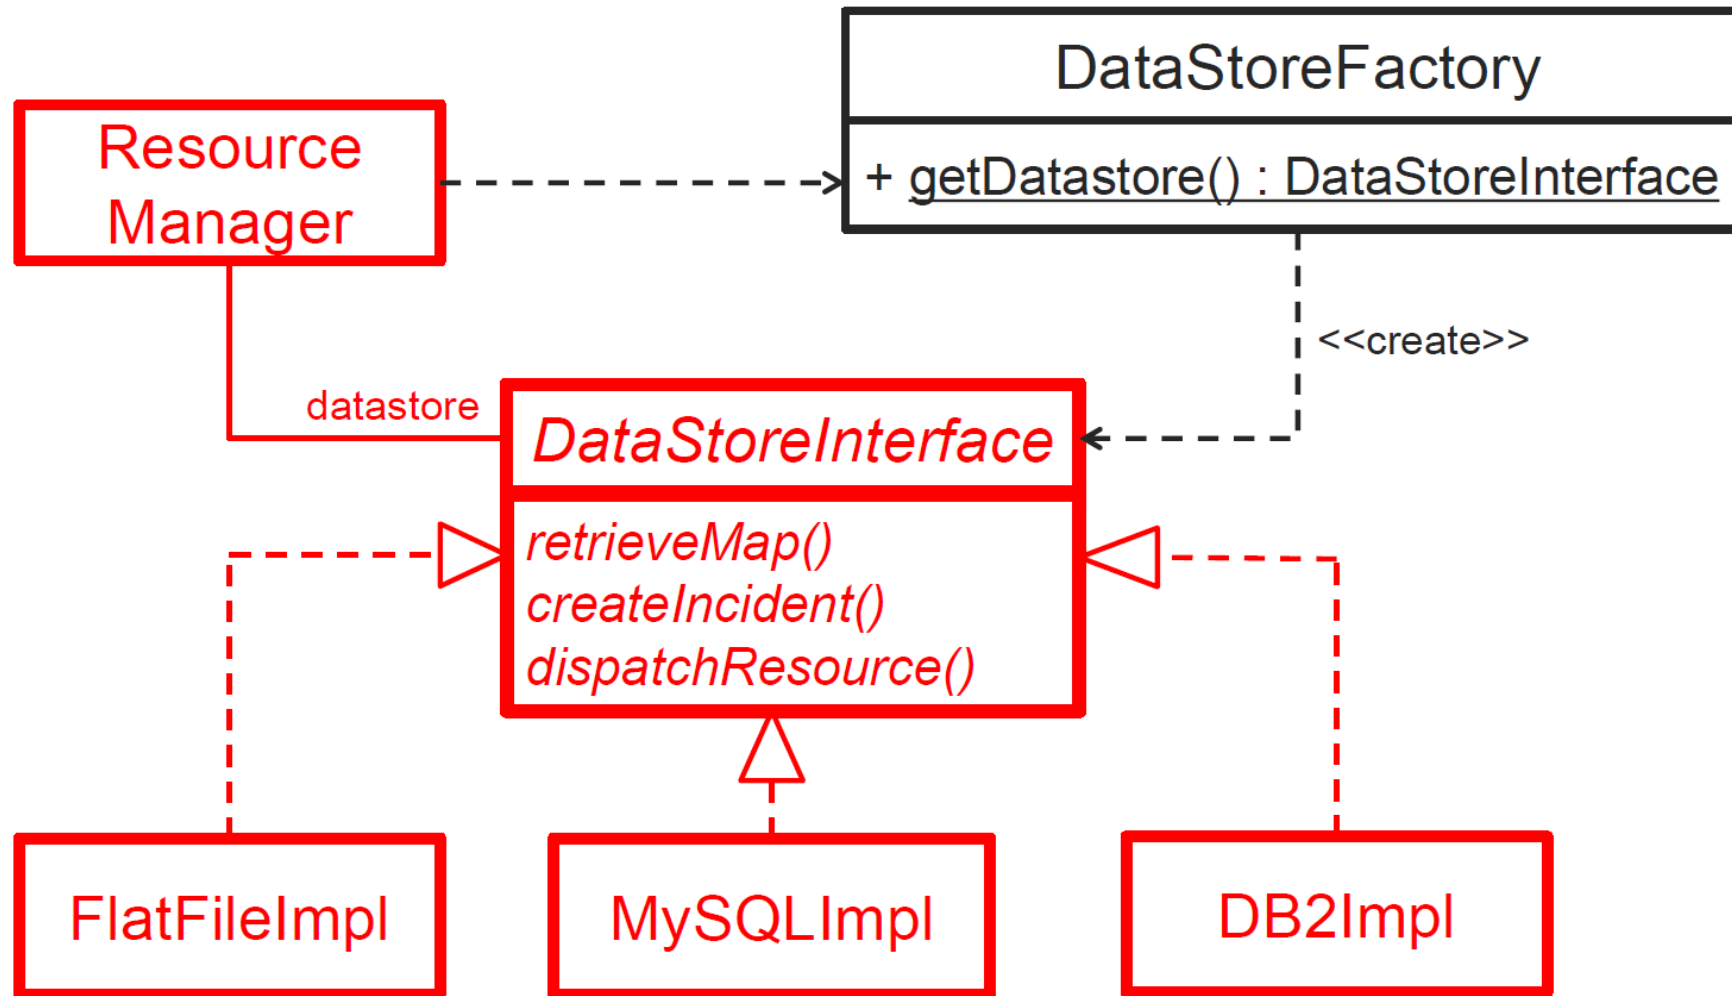 DataStoreFactory
+ getDatastore() : DataStoreInterface
Resource
Manager
<<create>>
datastore
DataStoreInterface
retrieveMap()
createIncident()
dispatchResource()
FlatFileImpl
MySQLImpl
DB2Impl